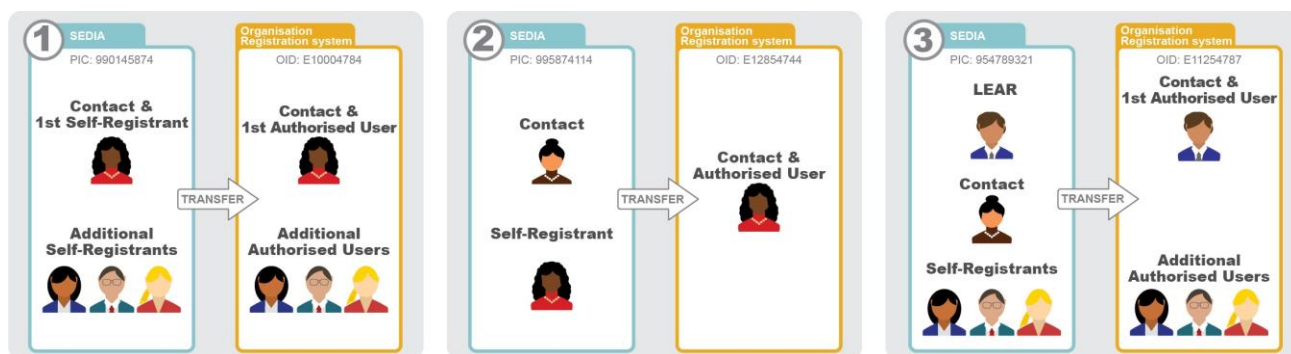 1
SEDIA
PIC: 990145874
Contact &
1st Self-Registrant
Additional
Self-Registrants
TRANSFER
Organisation
Registration system
OID: E10004784
Contact &
1st Authorised User
Additional
Authorised Users
2
SEDIA
PIC: 995874114
Contact
Self-Registrant
TRANSFER
Organisation
Registration system
OID: E12854744
Contact &
Authorised User
3
SEDIA
PIC: 954789321
LEAR
Contact
Self-Registrants
TRANSFER
Organisation
Registration system
OID: E11254787
Contact &
1st Authorised User
Additional
Authorised Users